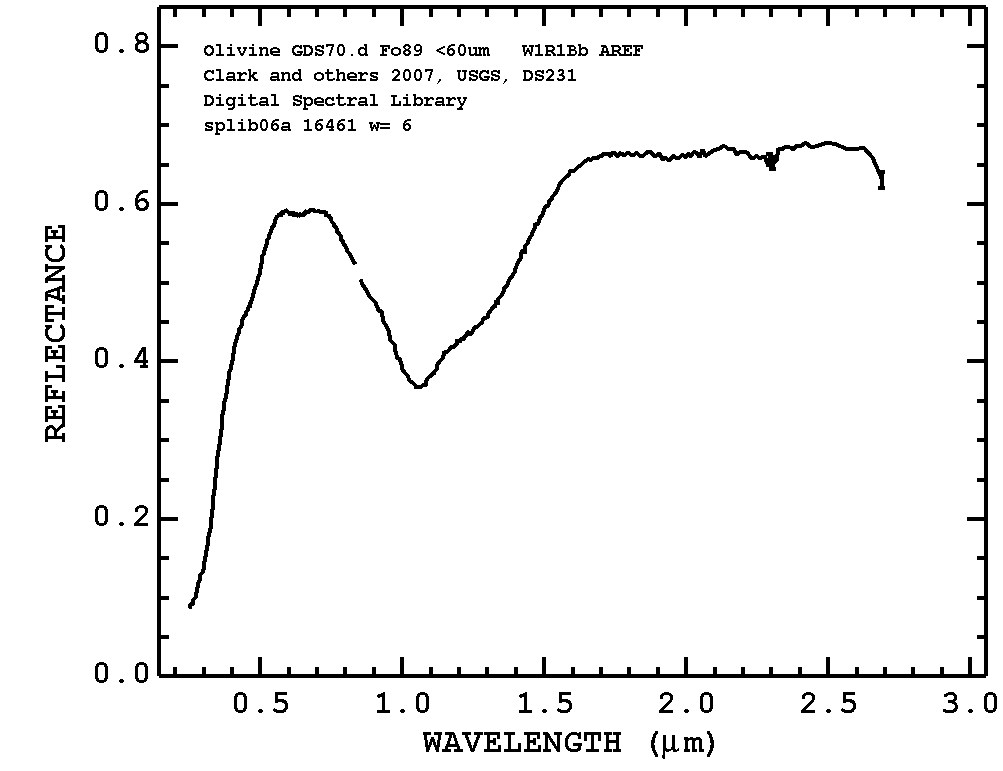 Olivine GDS70.d Fo89 <60um W1R1Bb AREF
Clark and others 2007, USGS, DS231
Digital Spectral Library
splib06a 16461 w= 6
REFLECTANCE
0.8
0.6
0.4
0.2
0.0
0.5 1.0 1.5 2.0 2.5 3.0
WAVELENGTH (μm)